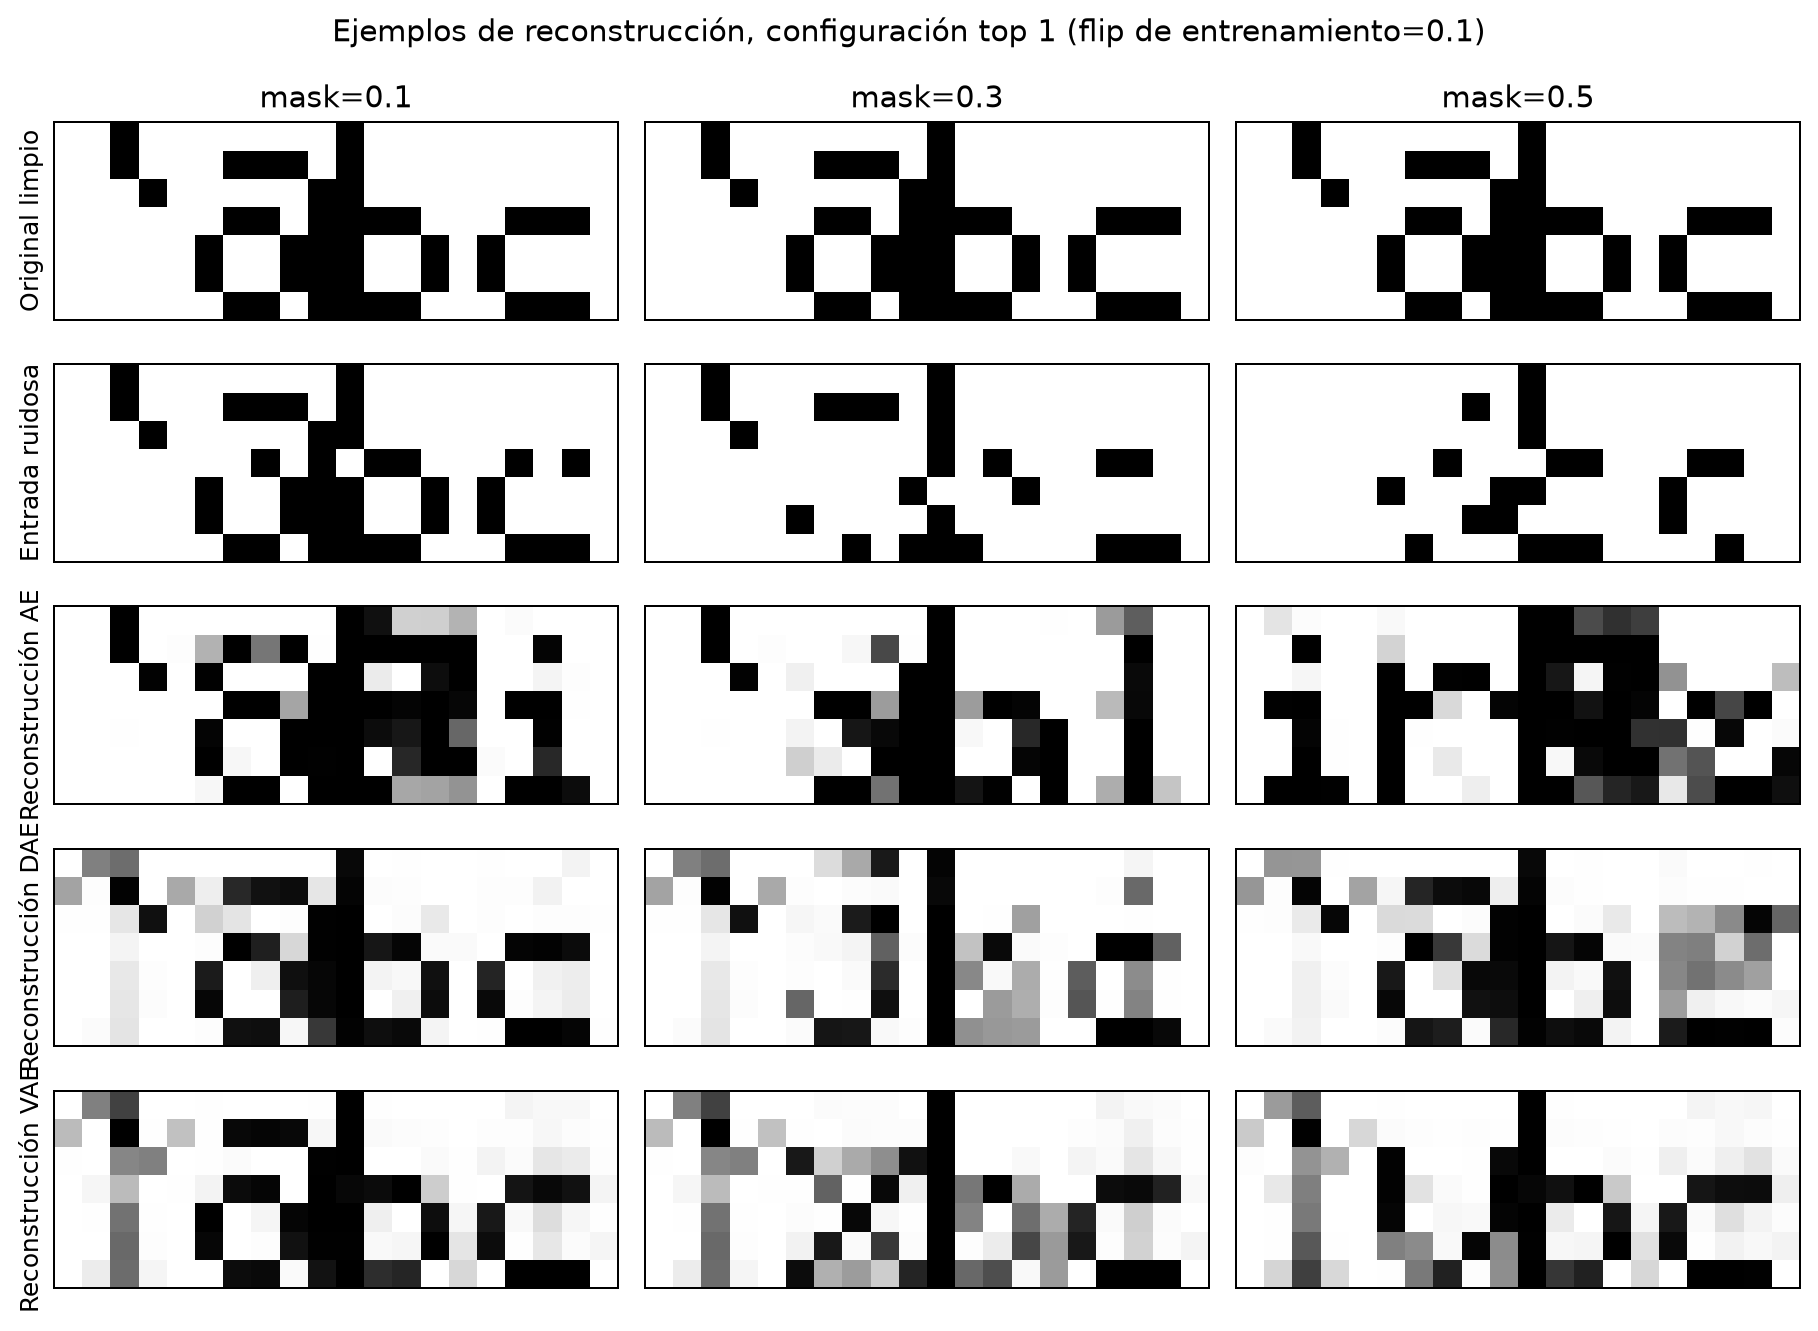 Ejemplos de reconstrucción, configuración top 1 (flip de entrenamiento=0.1)
mask=0.1
mask=0.3
mask=0.5
Original limpio
Entrada ruidosa
Reconstrucción AE
Reconstrucción DAE
Reconstrucción VAE